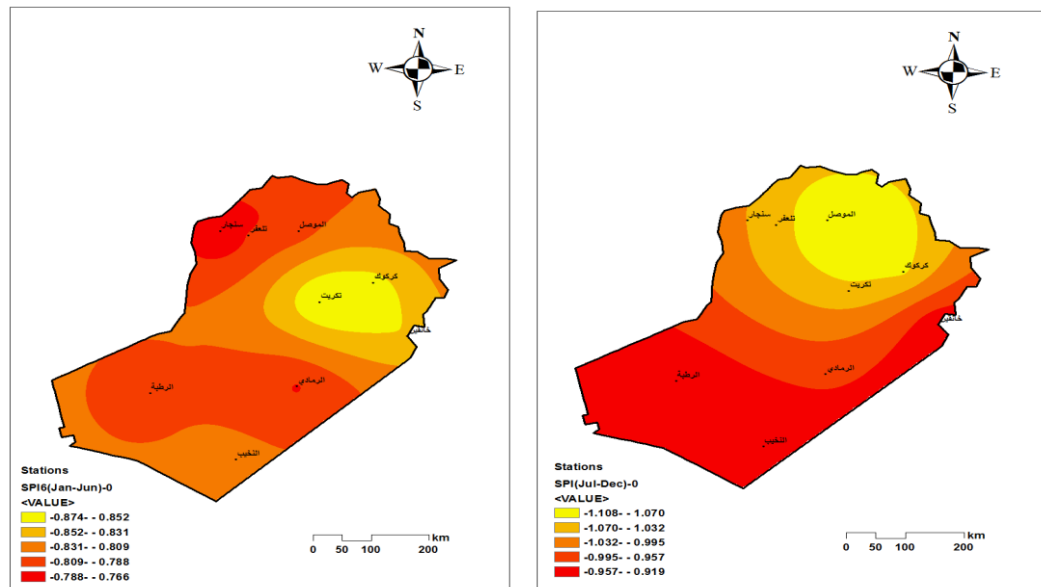 N
W E
S
سنجار
تلعفر
الموصل
كركوك
تكريت
خانقين
الرمادي
الرطبة
النخيب
Stations
SPI6(Jan-Jun)-0
<VALUE>
-0.874- - 0.852
-0.852- - 0.831
-0.831- - 0.809
-0.809- - 0.788
-0.788- - 0.766
km
0 50 100 200
N
W E
S
سنجار
تلعفر
الموصل
كركوك
تكريت
خانقين
الرمادي
الرطبة
النخيب
Stations
SPI(Jul-Dec)-0
<VALUE>
-1.108- - 1.070
-1.070- - 1.032
-1.032- - 0.995
-0.995- - 0.957
-0.957- - 0.919
km
0 50 100 200